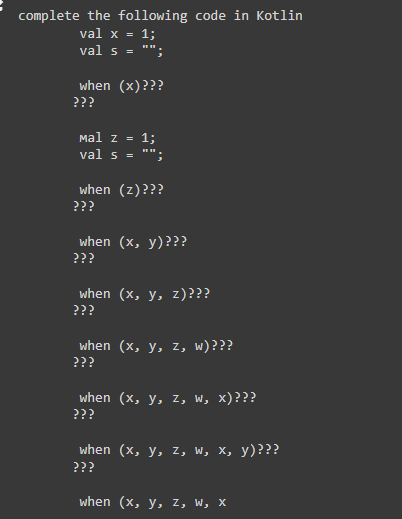 complete the following code in Kotlin
val x = 1;
val s = "";
when (x)???
???
мal z = 1;
val s = "";
when (z)???
???
when (x, y)???
???
when (x, y, z)???
???
when (x, y, z, w)???
???
when (x, y, z, w, x)???
???
when (x, y, z, w, x, y)???
???
when (x, y, z, w, x